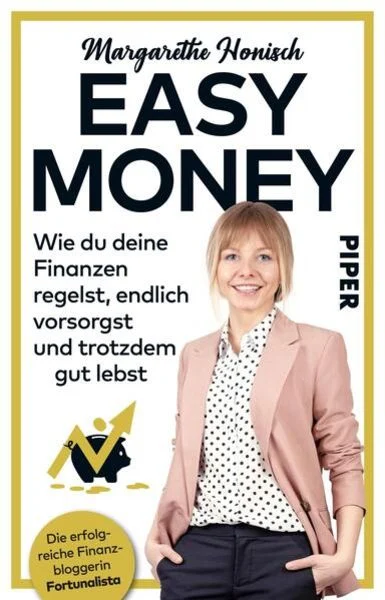 Margarethe Honisch
EASY
MONEY
Wie du deine
Finanzen
regelst, endlich
vorsorgst
und trotzdem
gut lebst
PIPER
Die erfolg-
reiche Finanz-
bloggerin
Fortunalista